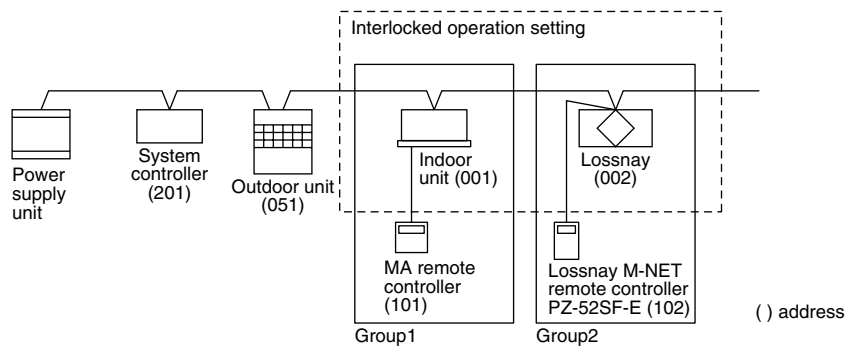 Interlocked operation setting
Power
supply
unit
System
controller
(201)
Outdoor unit
(051)
Indoor
unit (001)
Lossnay
(002)
MA remote
controller
(101)
Lossnay M-NET
remote controller
PZ-52SF-E (102)
( ) address
Group1
Group2